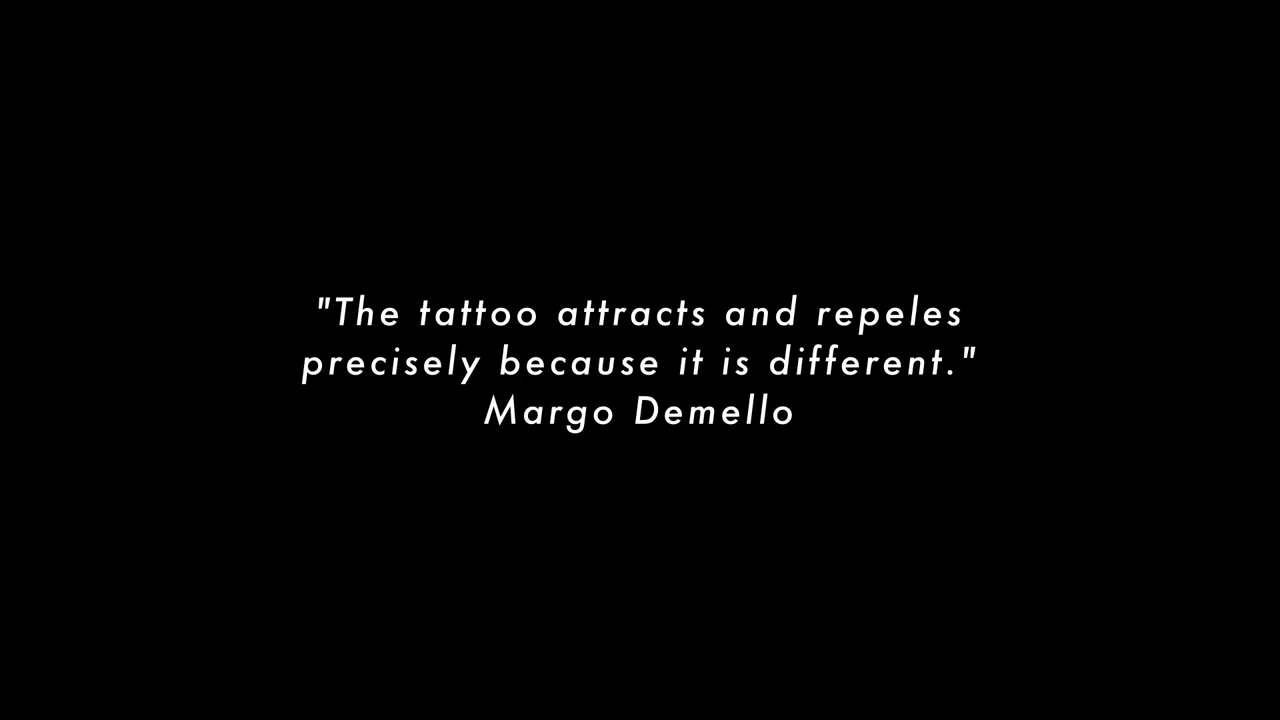 "The tattoo attracts and repeles
precisely because it is different."
Margo Demello